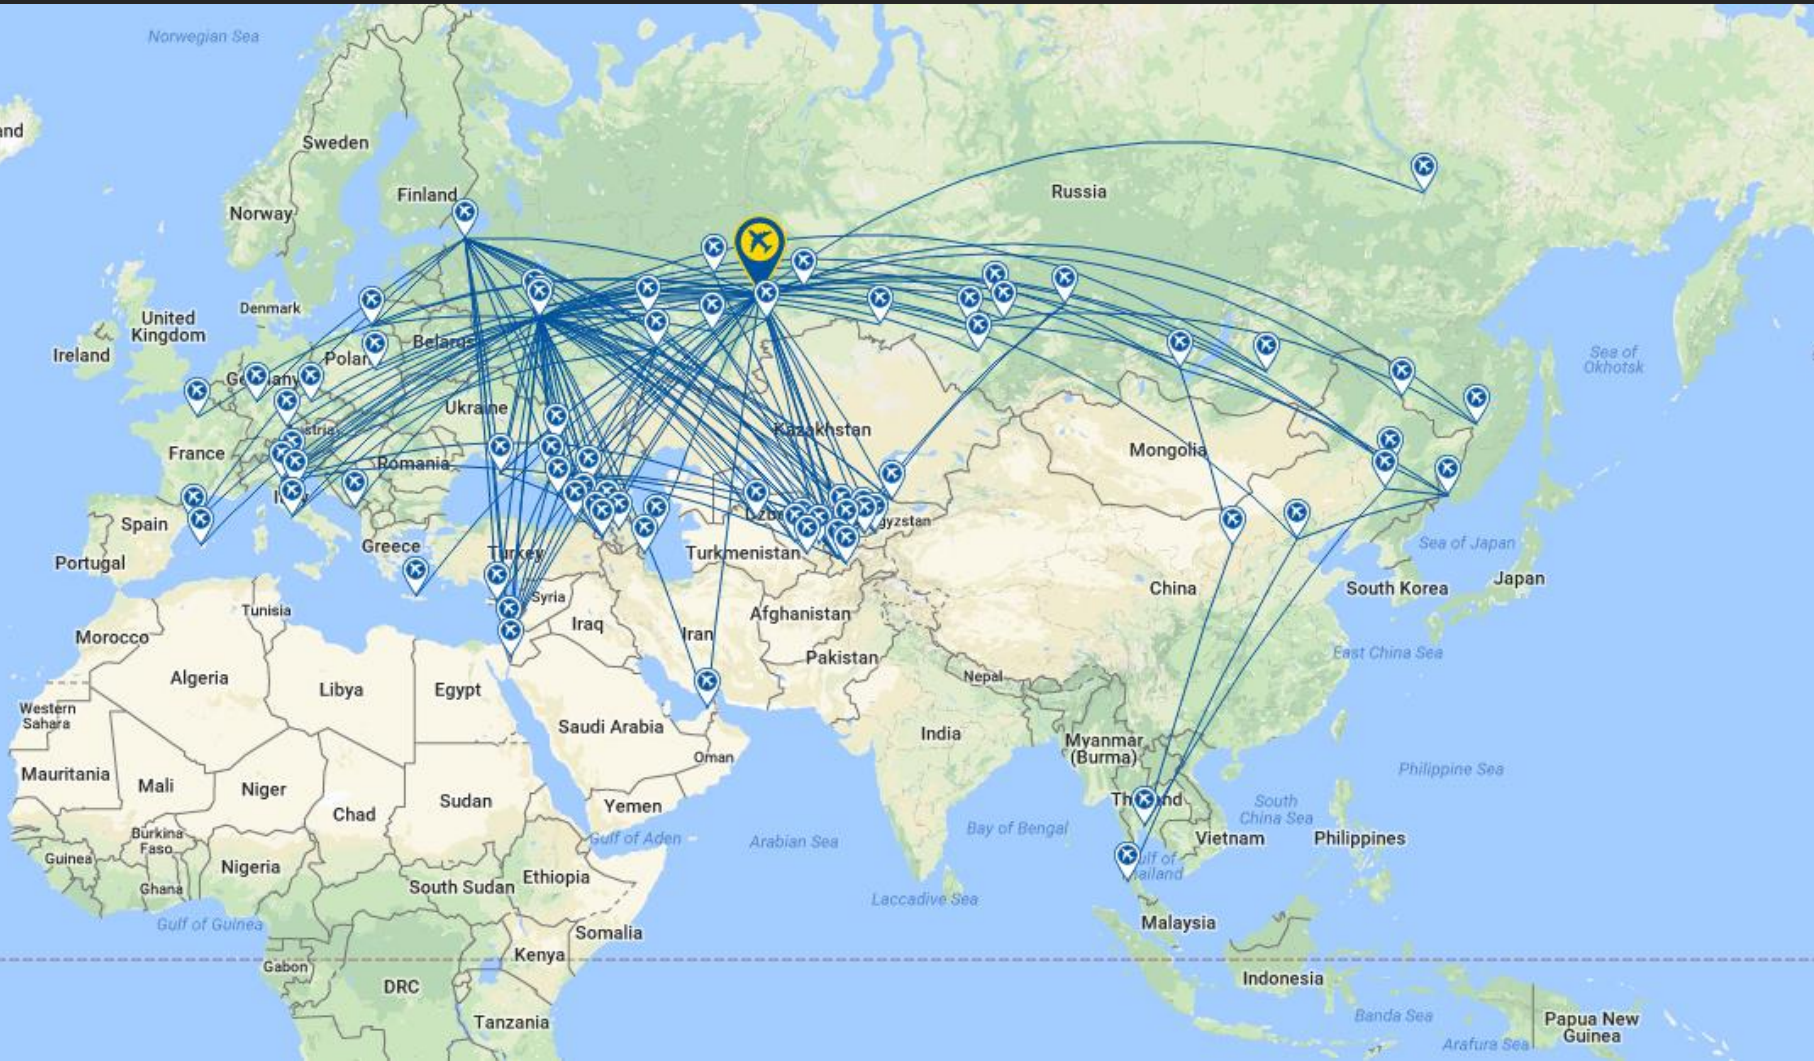 Norwegian Sea
and
Sweden
Finland
Russia
Norway
Denmark
United
Kingdom
Sea of
Okhotsk
Ireland
Belarus
Germany
Ukraine
Kazakhstan
France
Romania
Mongolia
Spain
gyzstan
Greece
Turkey
Turkmenistan
Sea of Japan
Portugal
China
South Korea
Japan
Syria
Tunisia
Afghanistan
Iraq
Iran
Morocco
East China Sea
Pakistan
Algeria
Nepal
Libya
Egypt
Western
Sahara
Saudi Arabia
India
Myanmar
(Burma)
Oman
Philippine Sea
Mauritania
Mali
Niger
Chad
Sudan
Yemen
South
China Sea
Burkina
Faso
Gulf of Aden
Arabian Sea
Bay of Bengal
Vietnam
Philippines
Guinea
Nigeria
Ghana
South Sudan
Ethiopia
Laccadive Sea
Gulf of Guinea
Malaysia
Somalia
Kenya
Gabon
Indonesia
DRC
Banda Sea
Papua New
Guinea
Tanzania
Arafura Sea